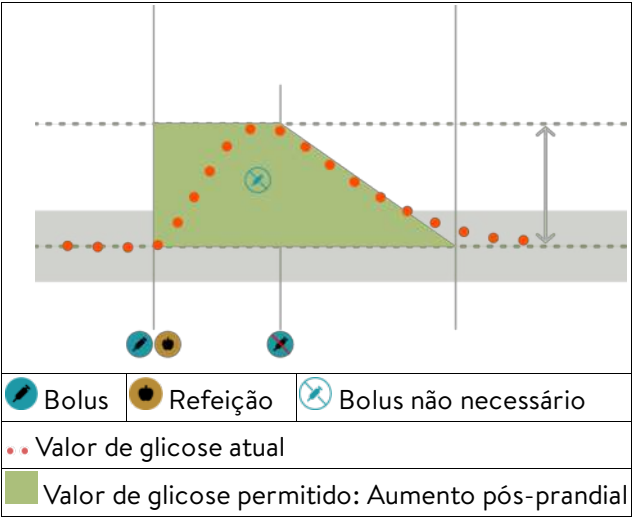 Bolus
Refeição
Bolus não necessário
Valor de glicose atual
Valor de glicose permitido: Aumento pós-prandial